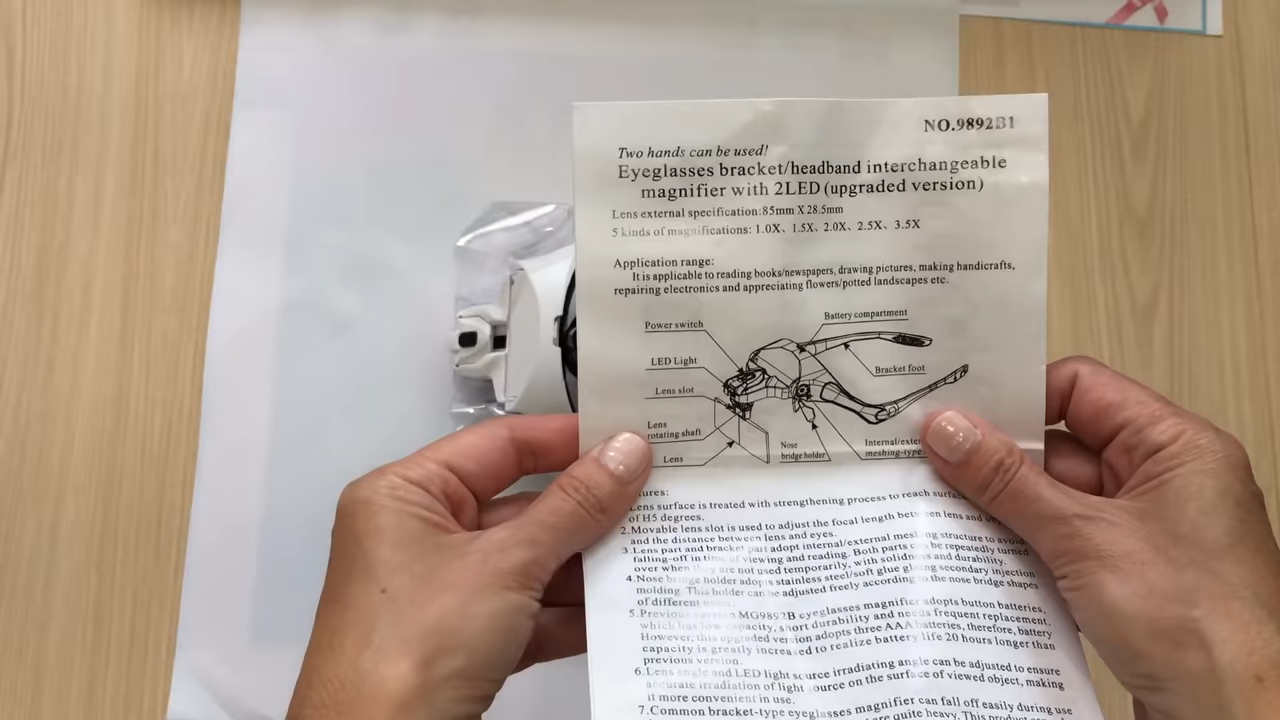 NO.9892B1
Two hands can be used!
Eyeglasses bracket/headband interchangeable
magnifier with 2LED (upgraded version)
Lens external specification:85mm X 28.5mm
5 kinds of magnifications: 1.0X、1.5X、2.0X、2.5X、3.5X
Application range:
It is applicable to reading books/newspapers, drawing pictures, making handicrafts,
repairing electronics and appreciating flowers/potted landscapes etc.
Battery compartment
Power switch
LED Light
Bracket foot
Lens slot
Lens
rotating shaft
Lens
Nose
bridge holder
Internal/exte
meshing-type
tures:
Lens surface is treated with strengthening process to reach surfa
of H5 degrees.
2.Movable lens slot is used to adjust the focal length between lens and
and the distance between lens and eyes.
3.Lens part and bracket part adopt internal/external meshing structure to avoid
falling-off in time of viewing and reading. Both parts can be repeatedly turned
over when they are not used temporarily, with solidness and durability.
4.Nose bridge holder adopts stainless steel/soft glue gluing secondary injection
molding. This holder can be adjusted freely according to the nose bridge shapes
of different
5.Previous version MG9892B eyeglasses magnifier adopts button batteries,
which has low capacity, short durability and needs frequent replacement.
However, this upgraded version adopts three AAA batteries, therefore, battery
capacity is greatly increased to realize battery life 20 hours longer than
previous version.
6.Lens angle and LED light source irradiating angle can be adjusted to ensure
accurate irradiation of light source on the surface of viewed object, making
it more convenient in use.
7.Common bracket-type eyeglasses magnifier can fall off easily during use
are quite heavy. This product